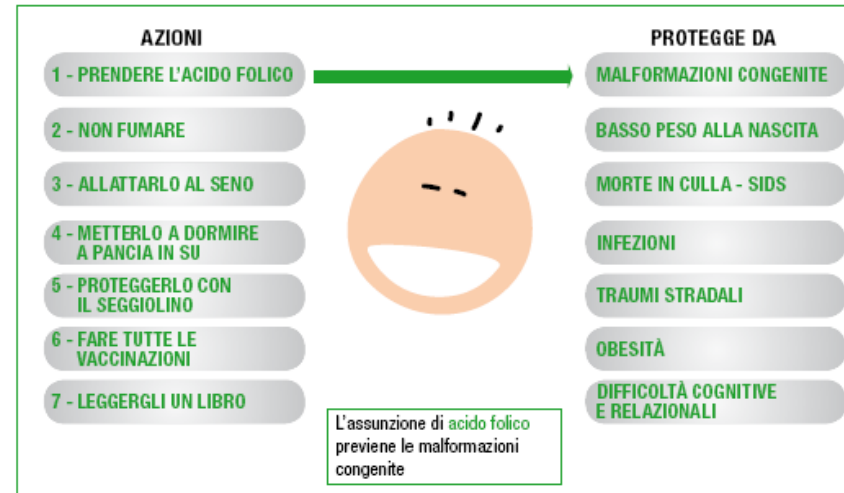 AZIONI
1 - PRENDERE L'ACIDO FOLICO
2 - NON FUMARE
3 - ALLATTARLO AL SENO
4 - METTERLO A DORMIRE
A PANCIA IN SU
5 - PROTEGGERLO CON
IL SEGGIOLINO
6 - FARE TUTTE LE
VACCINAZIONI
7 - LEGGERGLI UN LIBRO
PROTEGGE DA
MALFORMAZIONI CONGENITE
BASSO PESO ALLA NASCITA
MORTE IN CULLA - SIDS
INFEZIONI
TRAUMI STRADALI
OBESITÀ
DIFFICOLTÀ COGNITIVE
E RELAZIONALI
L'assunzione di acido folico
previene le malformazioni
congenite